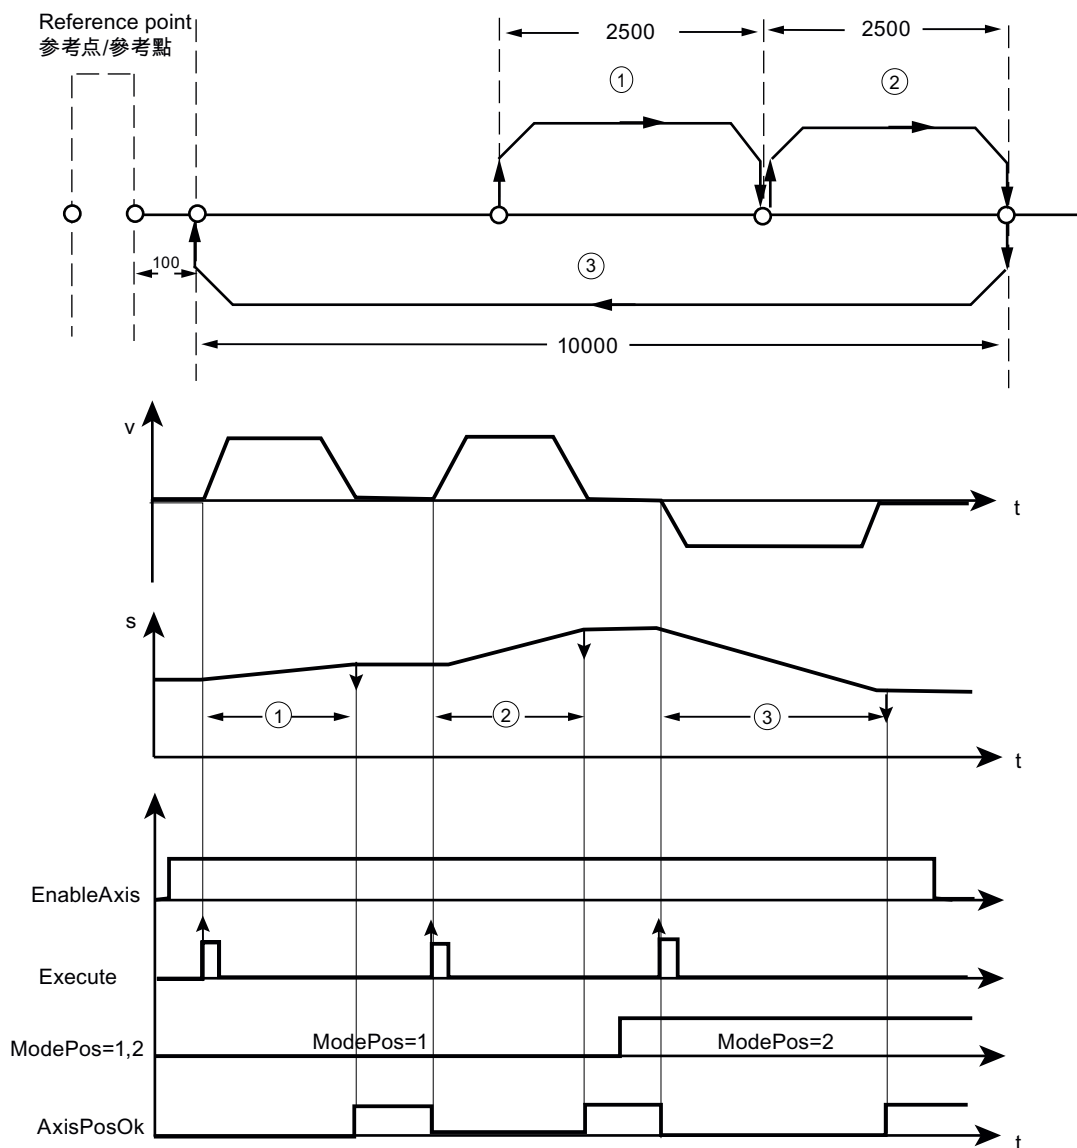 Reference point
参考点/參考點
2500
2500
①
②
100
③
10000
v
t
s
①
②
③
t
EnableAxis
Execute
ModePos=1,2
ModePos=1
ModePos=2
AxisPosOk
t